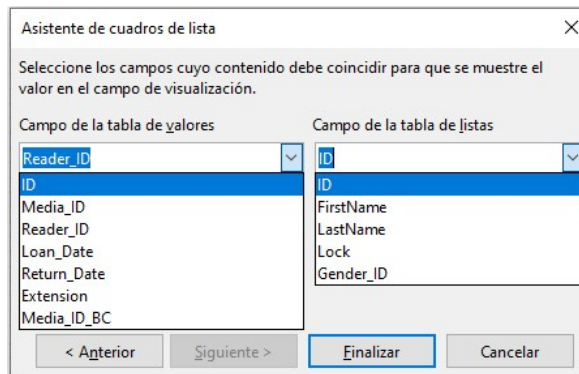 Asistente de cuadros de lista
Seleccione los campos cuyo contenido debe coincidir para que se muestre el
valor en el campo de visualización.
Campo de la tabla de valores
Reader_ID
ID
Media_ID
Reader_ID
Loan_Date
Return_Date
Extension
Media_ID_BC
Campo de la tabla de listas
ID
ID
FirstName
LastName
Lock
Gender_ID
< Anterior
Siguiente >
Finalizar
Cancelar